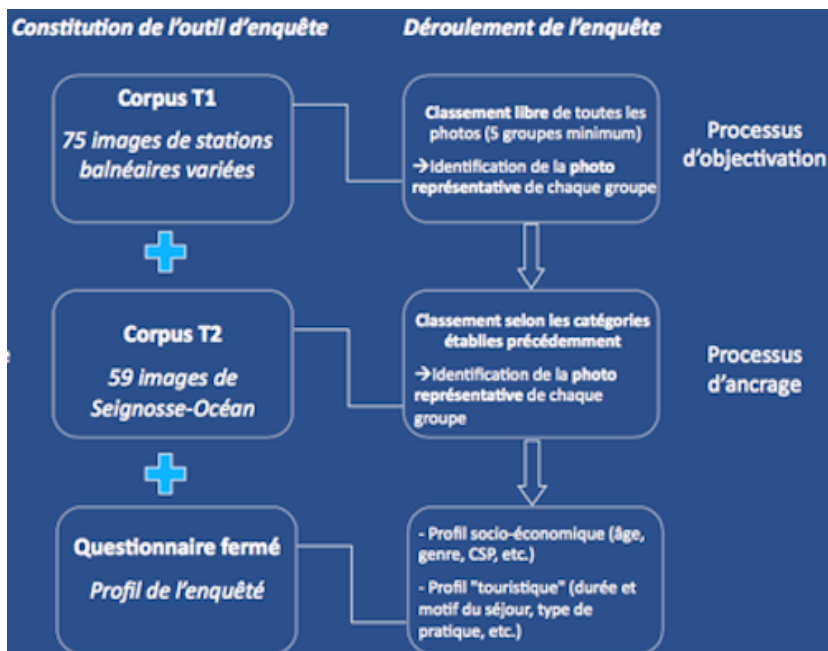 Constitution de l'outil d'enquête
Déroulement de l'enquête
Corpus T1
75 images de stations
balnéaires variées
Classement libre de toutes les
photos (5 groupes minimum)
→Identification de la photo
représentative de chaque groupe
Processus
d'objectivation
Corpus T2
59 images de
Seignosse-Océan
Classement selon les catégories
établies précédemment
→Identification de la photo
représentative de chaque
groupe
Processus
d'ancrage
Questionnaire fermé
Profil de l'enquêté
- Profil socio-économique (âge,
genre, CSP, etc.)
- Profil "touristique" (durée et
motif du séjour, type de
pratique, etc.)